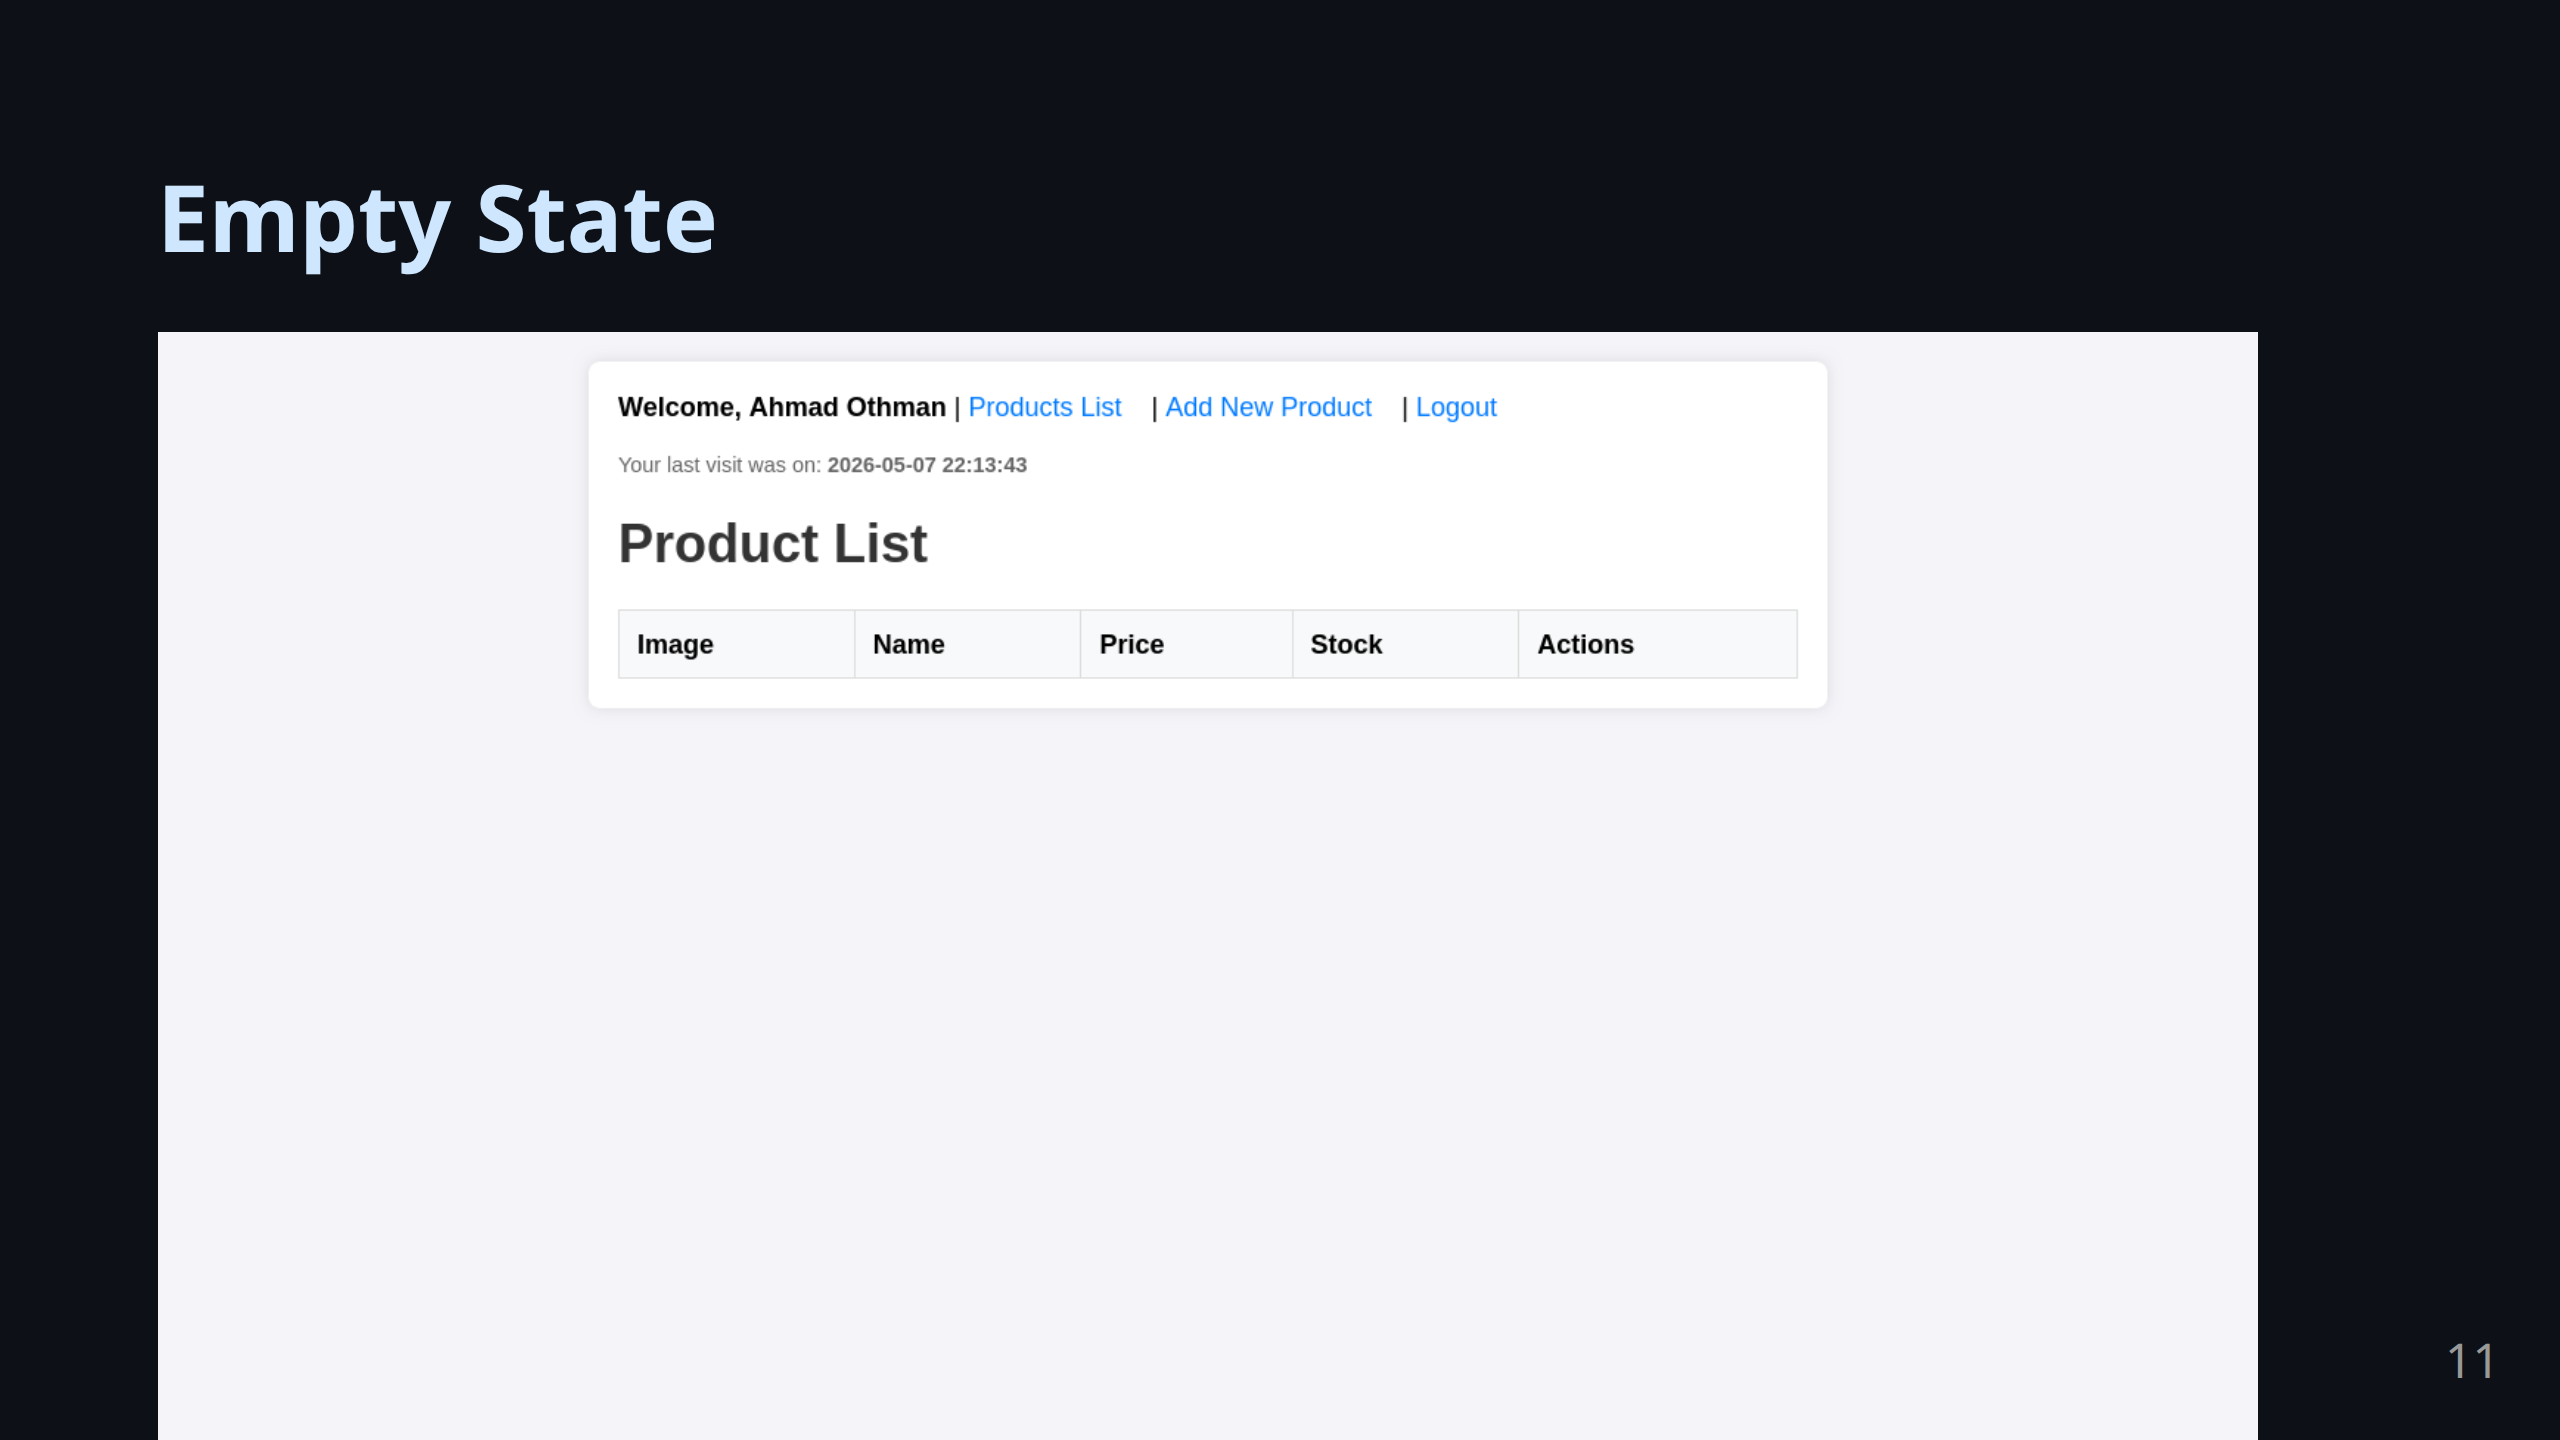 Empty State
Welcome, Ahmad Othman | Products List | Add New Product | Logout
Your last visit was on: 2026-05-07 22:13:43
Product List
Image Name Price Stock Actions
11